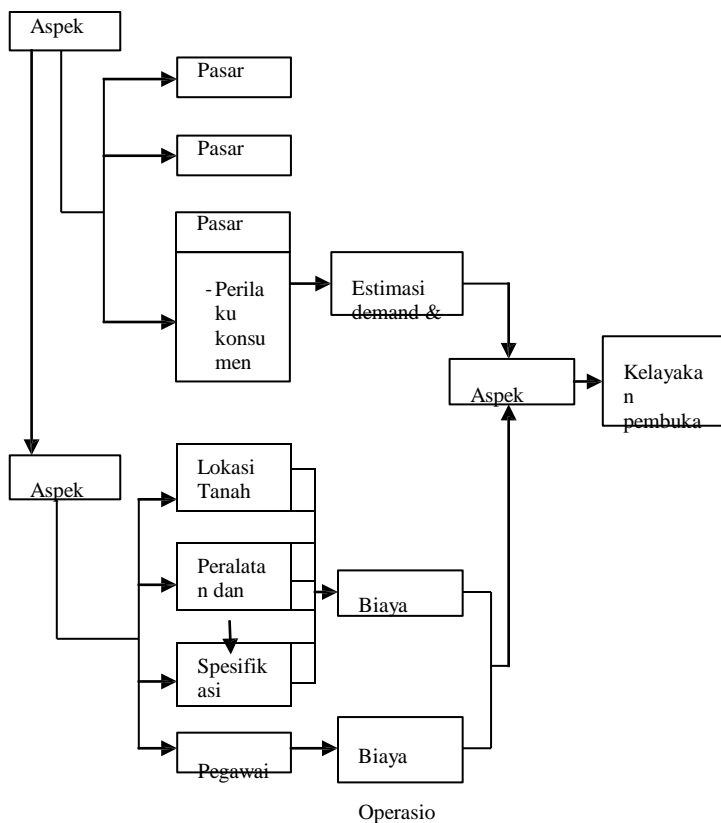 Aspek
Pasar
Pasar
Pasar
- Perila
ku
konsu
men
Estimasi
demand &
Aspek
Kelayaka
n
pembuka
Aspek
Lokasi
Tanah
Peralata
n dan
Spesifik
asi
Pegawai
Biaya
Biaya
Operasio